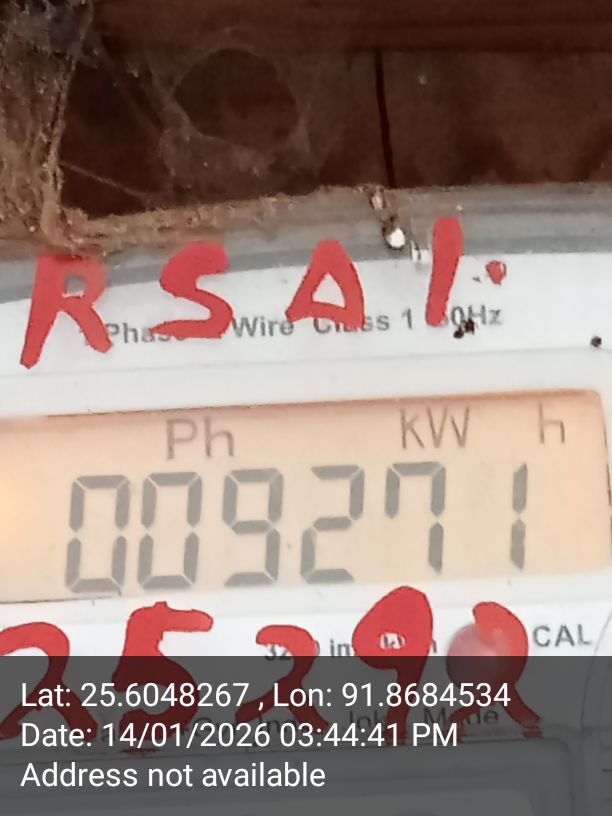 RSA1.
Phase Wire Class 1 50Hz
Ph kW h
009271
CAL
Lat: 25.6048267 , Lon: 91.8684534
Date: 14/01/2026 03:44:41 PM
Address not available